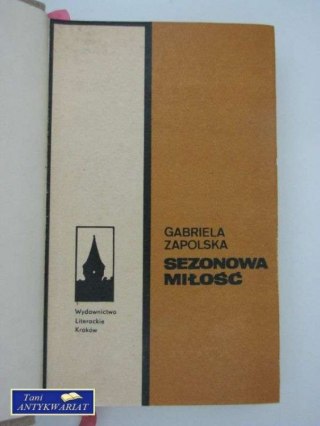 GABRIELA
ZAPOLSKA
SEZONOWA
MIŁOŚĆ
Wydawnictwo
Literackie
Kraków
Tani
ANTYKWARIAT